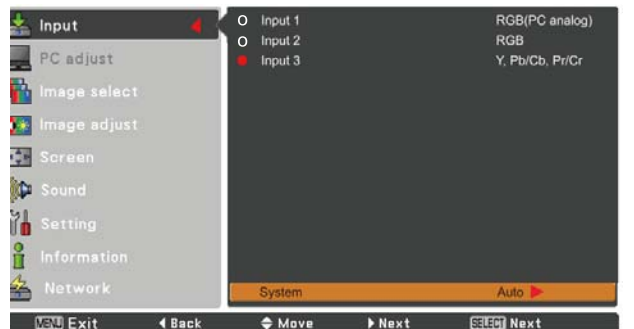 Input
PC adjust
Image select
Image adjust
Screen
Sound
Setting
Information
Network
O Input 1 RGB(PC analog)
O Input 2 RGB
Input 3 Y, Pb/Cb, Pr/Cr
System Auto
MENU Exit Back Move Next SELECT Next